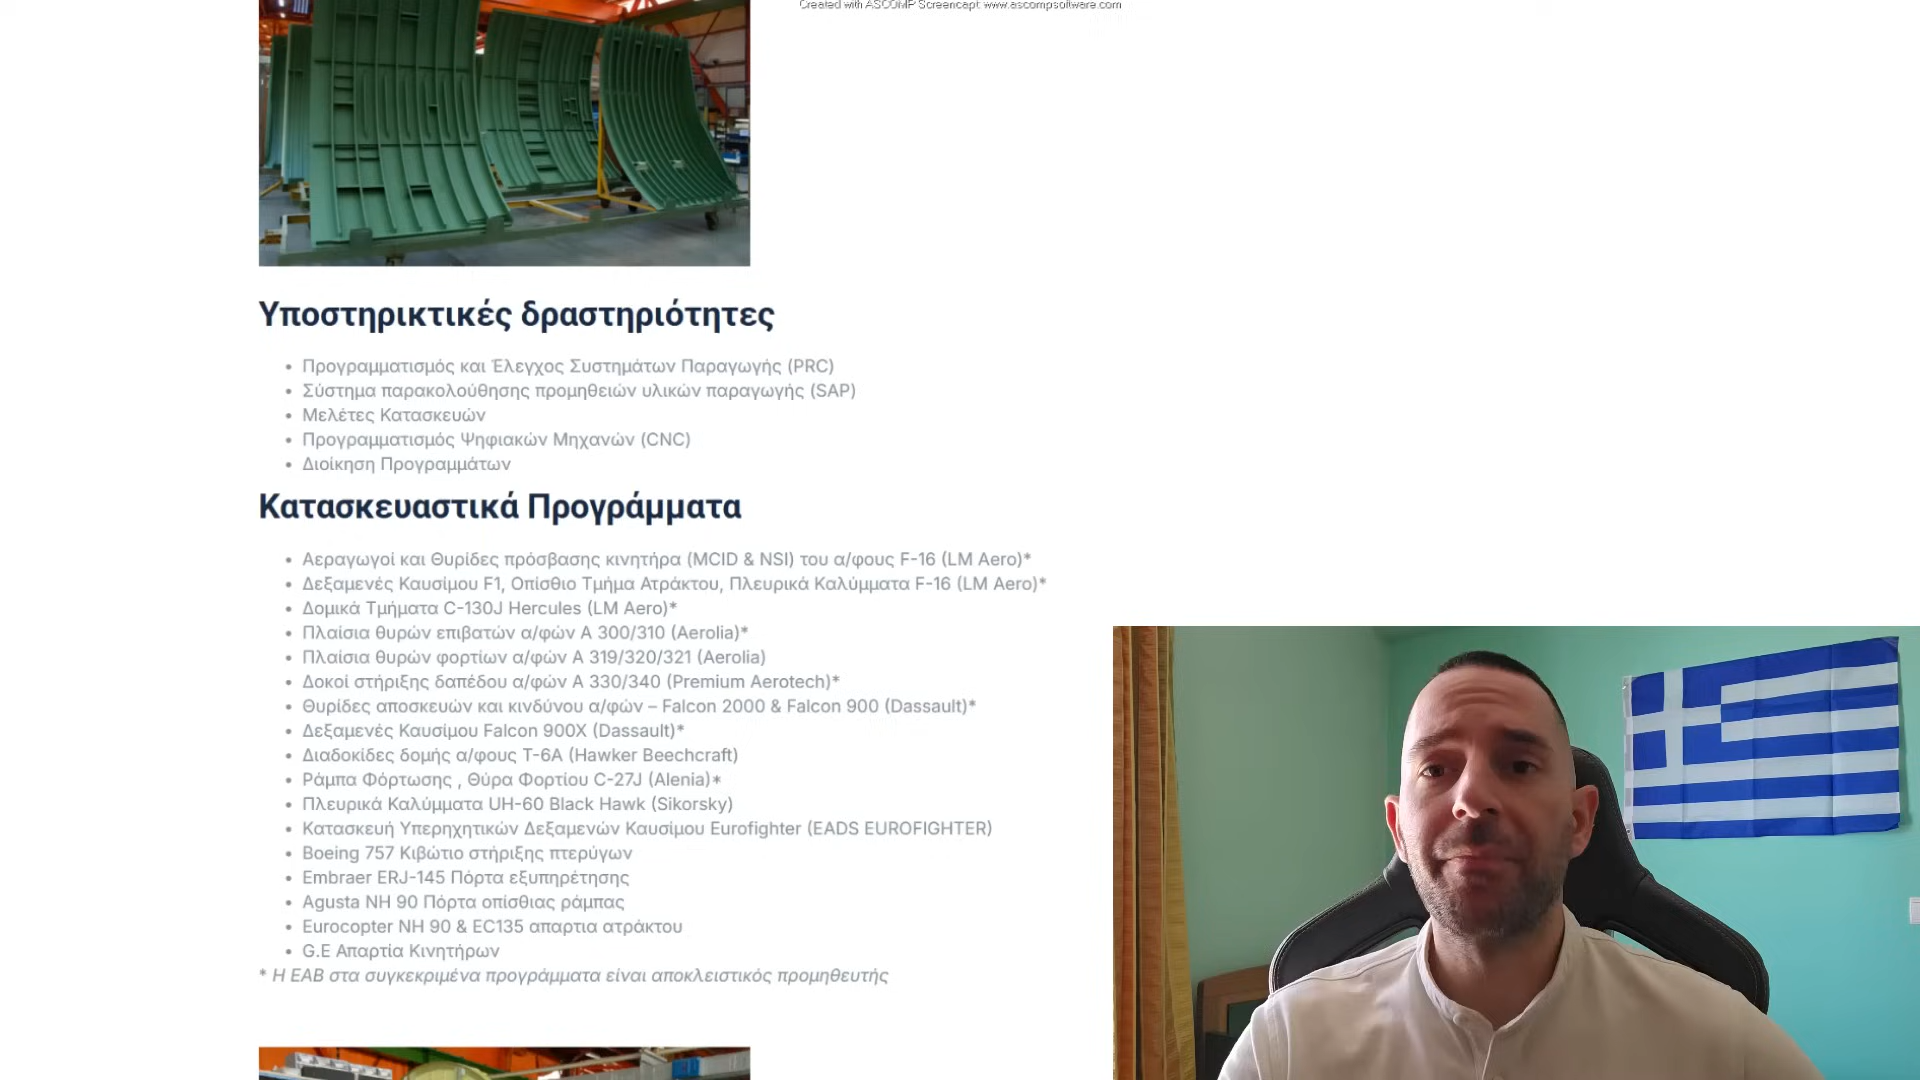 Created with ASCOMP Screencapt: www.ascompsoftware.com
Υποστηρικτικές δραστηριότητες
• Προγραμματισμός και Έλεγχος Συστημάτων Παραγωγής (PRC)
• Σύστημα παρακολούθησης προμηθειών υλικών παραγωγής (SAP)
• Μελέτες Κατασκευών
• Προγραμματισμός Ψηφιακών Μηχανών (CNC)
• Διοίκηση Προγραμμάτων
Κατασκευαστικά Προγράμματα
• Αεραγωγοί και Θυρίδες πρόσβασης κινητήρα (MCID & NSI) του α/φους F-16 (LM Aero)*
• Δεξαμενές Καυσίμου F1, Οπίσθιο Τμήμα Ατράκτου, Πλευρικά Καλύμματα F-16 (LM Aero)*
• Δομικά Τμήματα C-130J Hercules (LM Aero)*
• Πλαίσια θυρών επιβατών α/φών Α 300/310 (Aerolia)*
• Πλαίσια θυρών φορτίων α/φών Α 319/320/321 (Aerolia)
• Δοκοί στήριξης δαπέδου α/φών Α 330/340 (Premium Aerotech)*
• Θυρίδες αποσκευών και κινδύνου α/φών – Falcon 2000 & Falcon 900 (Dassault)*
• Δεξαμενές Καυσίμου Falcon 900X (Dassault)*
• Διαδοκίδες δομής α/φους T-6A (Hawker Beechcraft)
• Ράμπα Φόρτωσης , Θύρα Φορτίου C-27J (Alenia)*
• Πλευρικά Καλύμματα UH-60 Black Hawk (Sikorsky)
• Κατασκευή Υπερηχητικών Δεξαμενών Καυσίμου Eurofighter (EADS EUROFIGHTER)
• Boeing 757 Κιβώτιο στήριξης πτερύγων
• Embraer ERJ-145 Πόρτα εξυπηρέτησης
• Agusta NH 90 Πόρτα οπίσθιας ράμπας
• Eurocopter NH 90 & EC135 απαρτια ατράκτου
• G.E Απαρτία Κινητήρων
* Η ΕΑΒ στα συγκεκριμένα προγράμματα είναι αποκλειστικός προμηθευτής